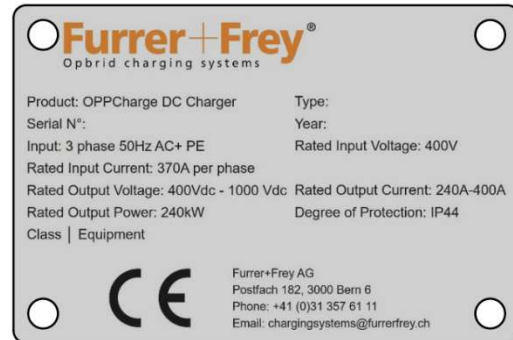 Furrer+Frey®
Opbrid charging systems
Product: OPPCharge DC Charger Type:
Serial N°: Year:
Input: 3 phase 50Hz AC+ PE Rated Input Voltage: 400V
Rated Input Current: 370A per phase
Rated Output Voltage: 400Vdc - 1000 Vdc Rated Output Current: 240A-400A
Rated Output Power: 240kW Degree of Protection: IP44
Class | Equipment
CE
Furrer+Frey AG
Postfach 182, 3000 Bern 6
Phone: +41 (0)31 357 61 11
Email: chargingsystems@furrerfrey.ch